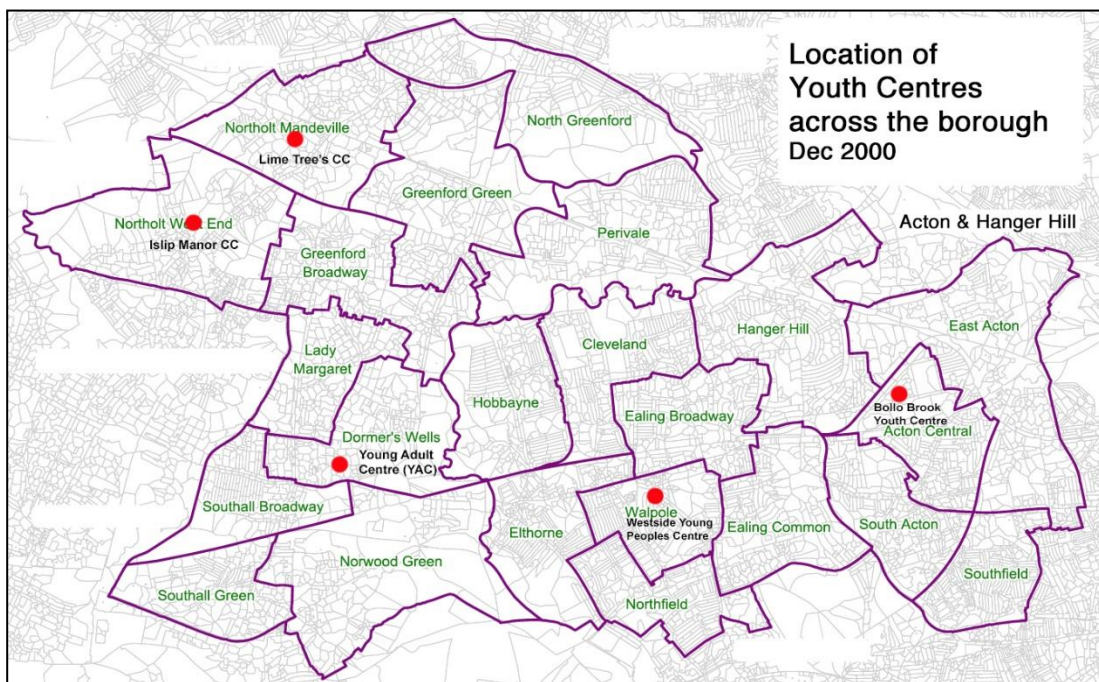 Location of
Youth Centres
across the borough
Dec 2000
Northolt Mandeville
Lime Tree's CC
North Greenford
Greenford Green
Northolt West End
Islip Manor CC
Perivale
Acton & Hanger Hill
Greenford
Broadway
East Acton
Hanger Hill
Cleveland
Lady
Margaret
Hobbayne
Ealing Broadway
Bollo Brook
Youth Centre
Acton Central
Dormer's Wells
Young Adult
Centre (YAC)
Southall Broadway
Walpole
Westside Young
Peoples Centre
Elthorne
Ealing Common
South Acton
Norwood Green
Southfield
Southall Green
Northfield